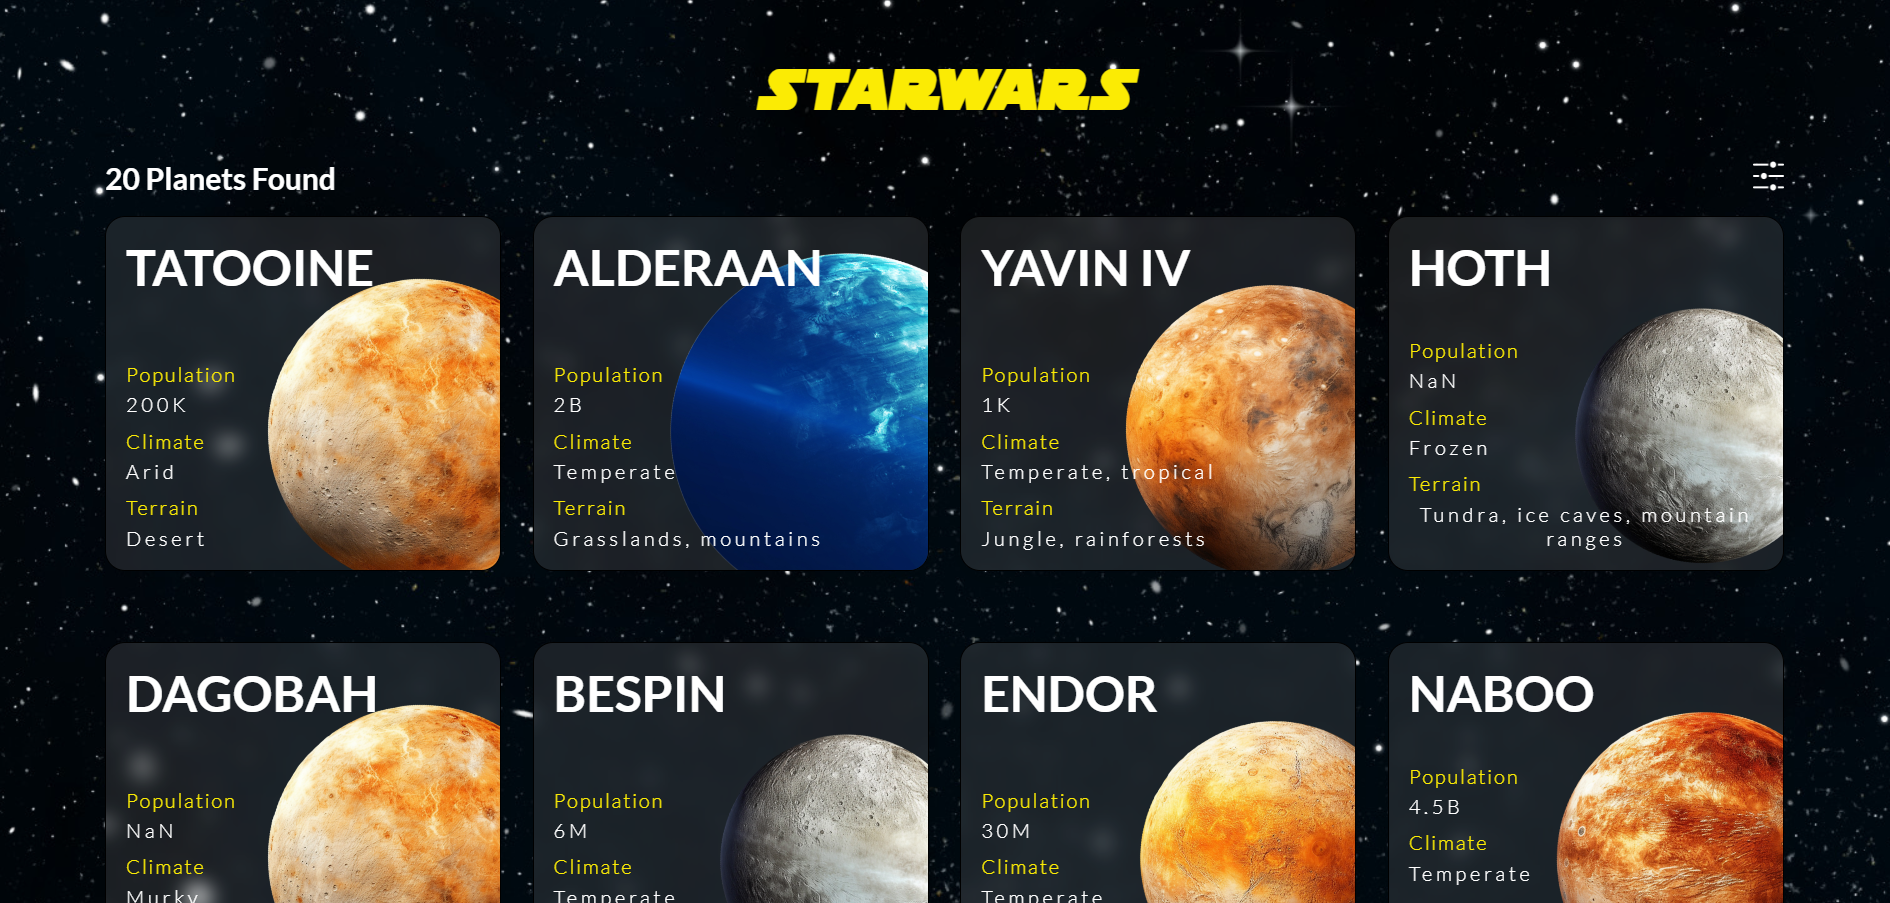 STARWARS
20 Planets Found
TATOOINE
Population
200K
Climate
Arid
Terrain
Desert
ALDERAAN
Population
2B
Climate
Temperate
Terrain
Grasslands, mountains
YAVIN IV
Population
1K
Climate
Temperate, tropical
Terrain
Jungle, rainforests
HOTH
Population
NaN
Climate
Frozen
Terrain
Tundra, ice caves, mountain
ranges
DAGOBAH
Population
NaN
Climate
Murky
BESPIN
Population
6M
Climate
Temperate
ENDOR
Population
30M
Climate
Temperate
NABOO
Population
4.5B
Climate
Temperate